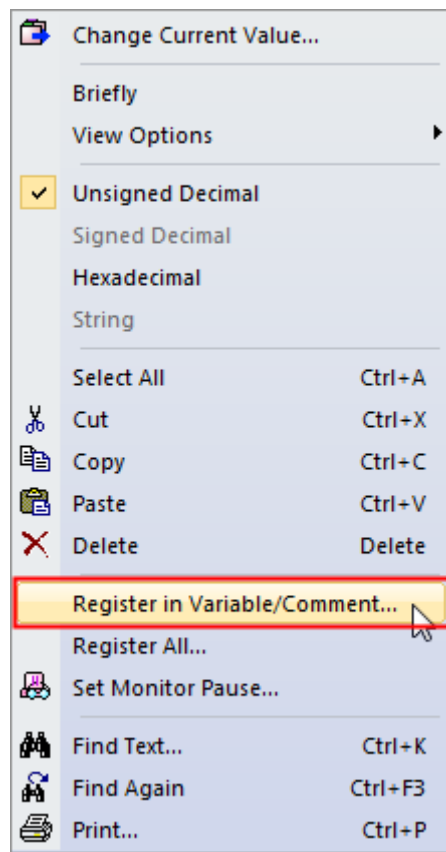 Change Current Value...
Briefly
View Options
Unsigned Decimal
Signed Decimal
Hexadecimal
String
Select All Ctrl+A
Cut Ctrl+X
Copy Ctrl+C
Paste Ctrl+V
Delete Delete
Register in Variable/Comment...
Register All...
Set Monitor Pause...
Find Text... Ctrl+K
Find Again Ctrl+F3
Print... Ctrl+P